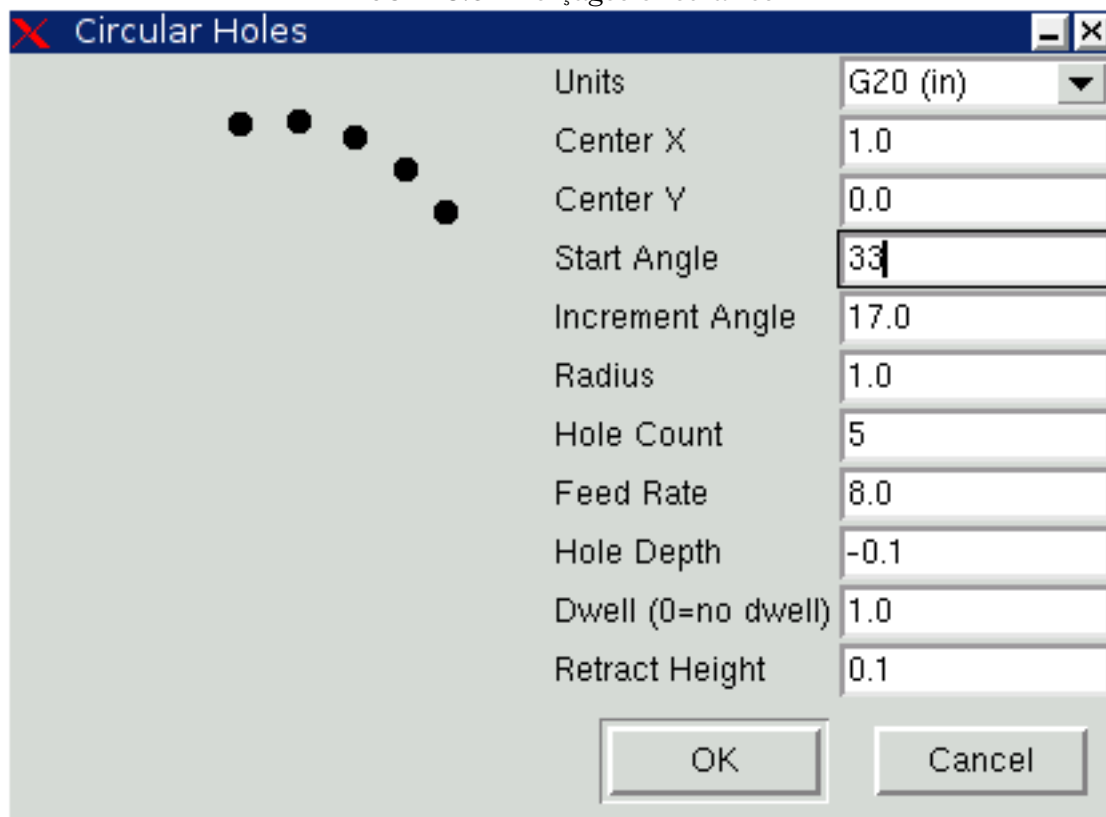 Circular Holes
Units G20 (in)
Center X 1.0
Center Y 0.0
Start Angle 33
Increment Angle 17.0
Radius 1.0
Hole Count 5
Feed Rate 8.0
Hole Depth -0.1
Dwell (0=no dwell) 1.0
Retract Height 0.1
OK Cancel